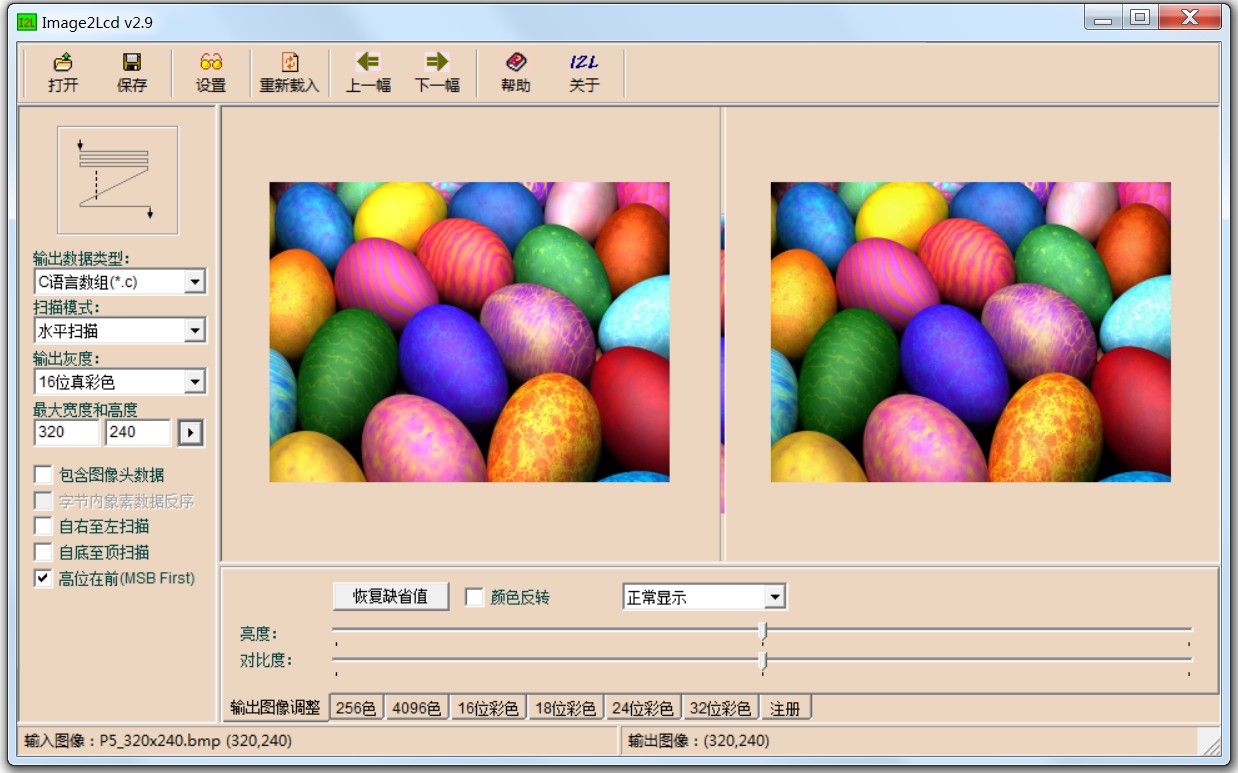 I2L Image2Lcd v2.9
打开 保存 设置 重新载入 上一幅 下一幅 帮助 I2L 关于
输出数据类型:
C语言数组(*.c)
扫描模式:
水平扫描
输出灰度:
16位真彩色
最大宽度和高度
320 240
包含图像头数据
字节内象素数据反序
自右至左扫描
自底至顶扫描
高位在前(MSB First)
恢复缺省值 颜色反转 正常显示
亮度:
对比度:
输出图像调整 256色 4096色 16位彩色 18位彩色 24位彩色 32位彩色 注册
输入图像：P5_320x240.bmp (320,240) 输出图像：(320,240)